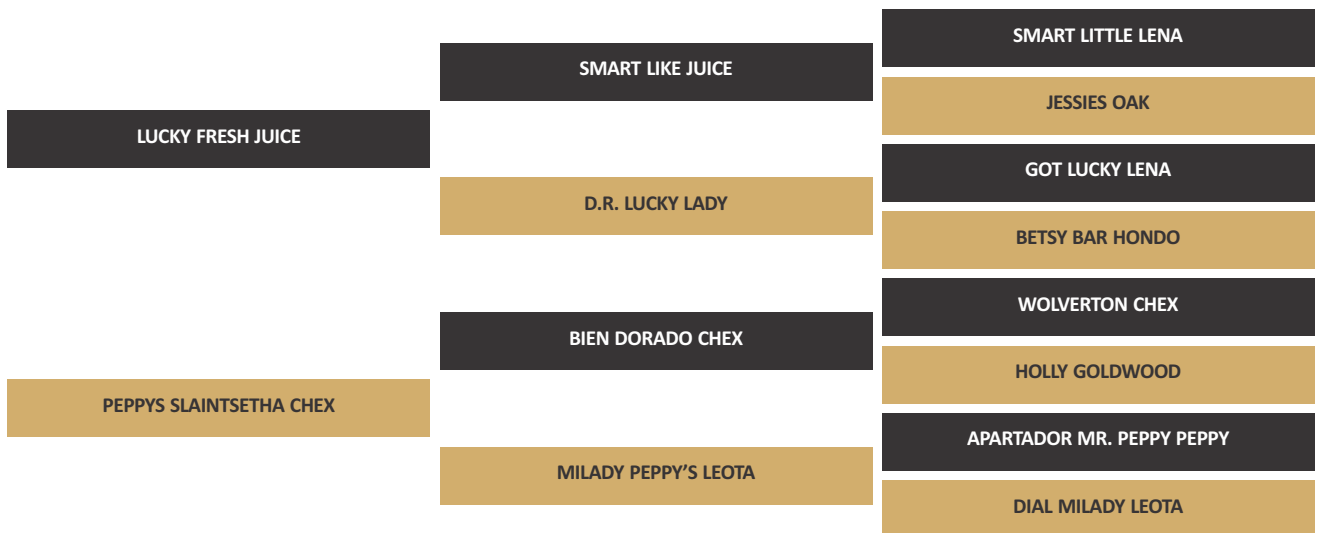 SMART LITTLE LENA
SMART LIKE JUICE
JESSIES OAK
LUCKY FRESH JUICE
GOT LUCKY LENA
D.R. LUCKY LADY
BETSY BAR HONDO
WOLVERTON CHEX
BIEN DORADO CHEX
HOLLY GOLDWOOD
PEPPYS SLAINTSETHA CHEX
APARTADOR MR. PEPPY PEPPY
MILADY PEPPY’S LEOTA
DIAL MILADY LEOTA